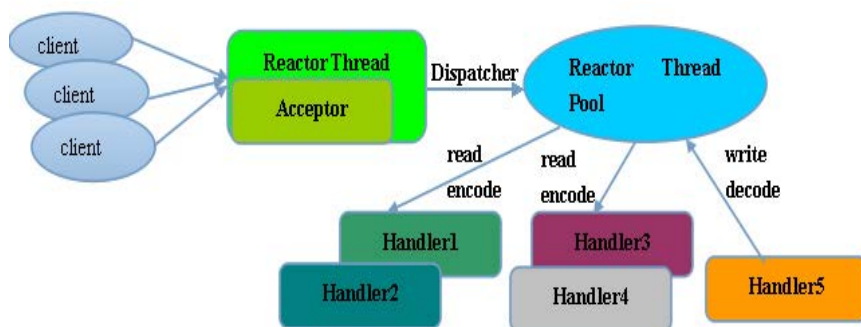 client
client
client
Reactor Thread
Acceptor
Dispatcher
Reactor Thread
Pool
read
encode
read
encode
write
decode
Handler1
Handler2
Handler3
Handler4
Handler5